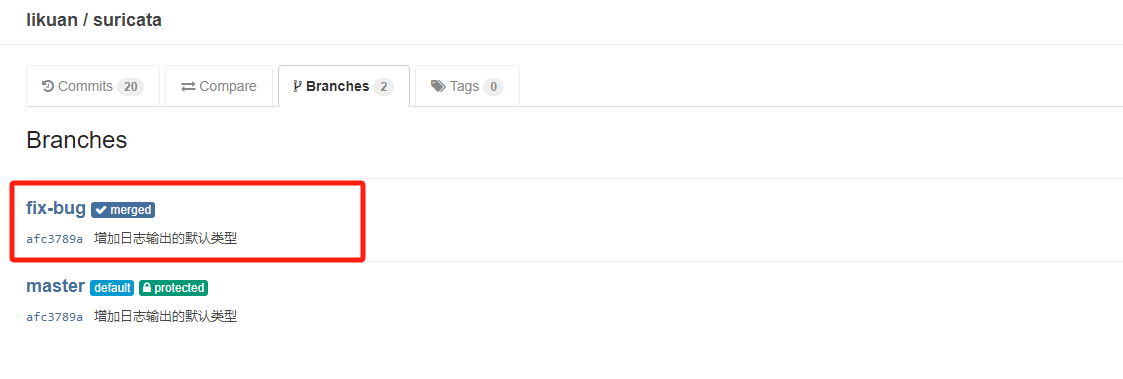 likuan / suricata
Commits 20 Compare Branches 2 Tags 0
Branches
fix-bug merged
afc3789a 增加日志输出的默认类型
master default protected
afc3789a 增加日志输出的默认类型